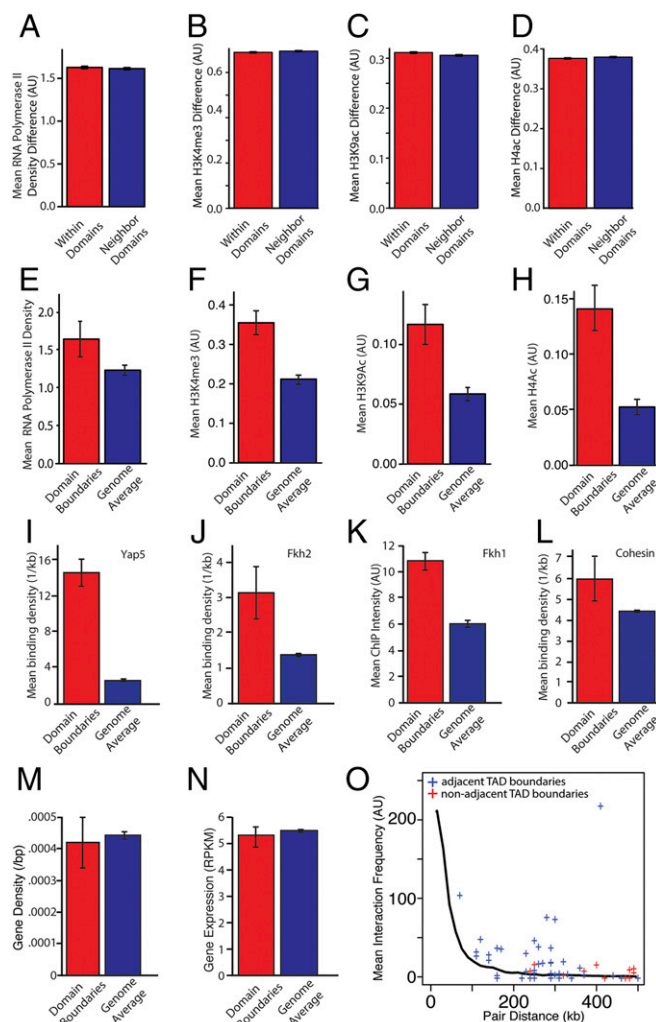 A
B
C
D
Mean RNA Polymerase II
Density Difference (AU)
1.5
1.0
0.5
0.0
Within
Domains
Neighbor
Domains
Mean H3K4me3 Difference (AU)
0.6
0.4
0.2
0.0
Within
Domains
Neighbor
Domains
Mean H3K9ac Difference (AU)
0.3
0.2
0.1
0.0
Within
Domains
Neighbor
Domains
Mean H4ac Difference (AU)
0.4
0.3
0.2
0.1
0.0
Within
Domains
Neighbor
Domains
E
F
G
H
Mean RNA Polymerase II Density
2.0
1.5
1.0
0.5
0.0
Domain
Boundaries
Genome
Average
Mean H3K4me3 (AU)
0.4
0.3
0.2
0.1
0.0
Domain
Boundaries
Genome
Average
Mean H3K9Ac (AU)
0.10
0.05
0.00
Domain
Boundaries
Genome
Average
Mean H4Ac (AU)
0.15
0.10
0.05
0.00
Domain
Boundaries
Genome
Average
I
J
K
L
Yap5
Mean binding density (1/kb)
16
12
8
4
0
Domain
Boundaries
Genome
Average
Fkh2
Mean binding density (1/kb)
4
3
2
1
0
Domain
Boundaries
Genome
Average
Fkh1
Mean ChIP Intensity (AU)
12
10
8
6
4
2
0
Domain
Boundaries
Genome
Average
Cohesin
Mean binding density (1/kb)
7
6
5
4
3
2
1
0
Domain
Boundaries
Genome
Average
M
N
O
Gene Density (/bp)
.0005
.0004
.0003
.0002
.0001
0
Domain
Boundaries
Genome
Average
Gene Expression (RPKM)
6
5
4
3
2
1
0
Domain
Boundaries
Genome
Average
adjacent TAD boundaries
non-adjacent TAD boundaries
Mean Interaction Frequency (AU)
200
100
0
0
200
400
Pair Distance (kb)